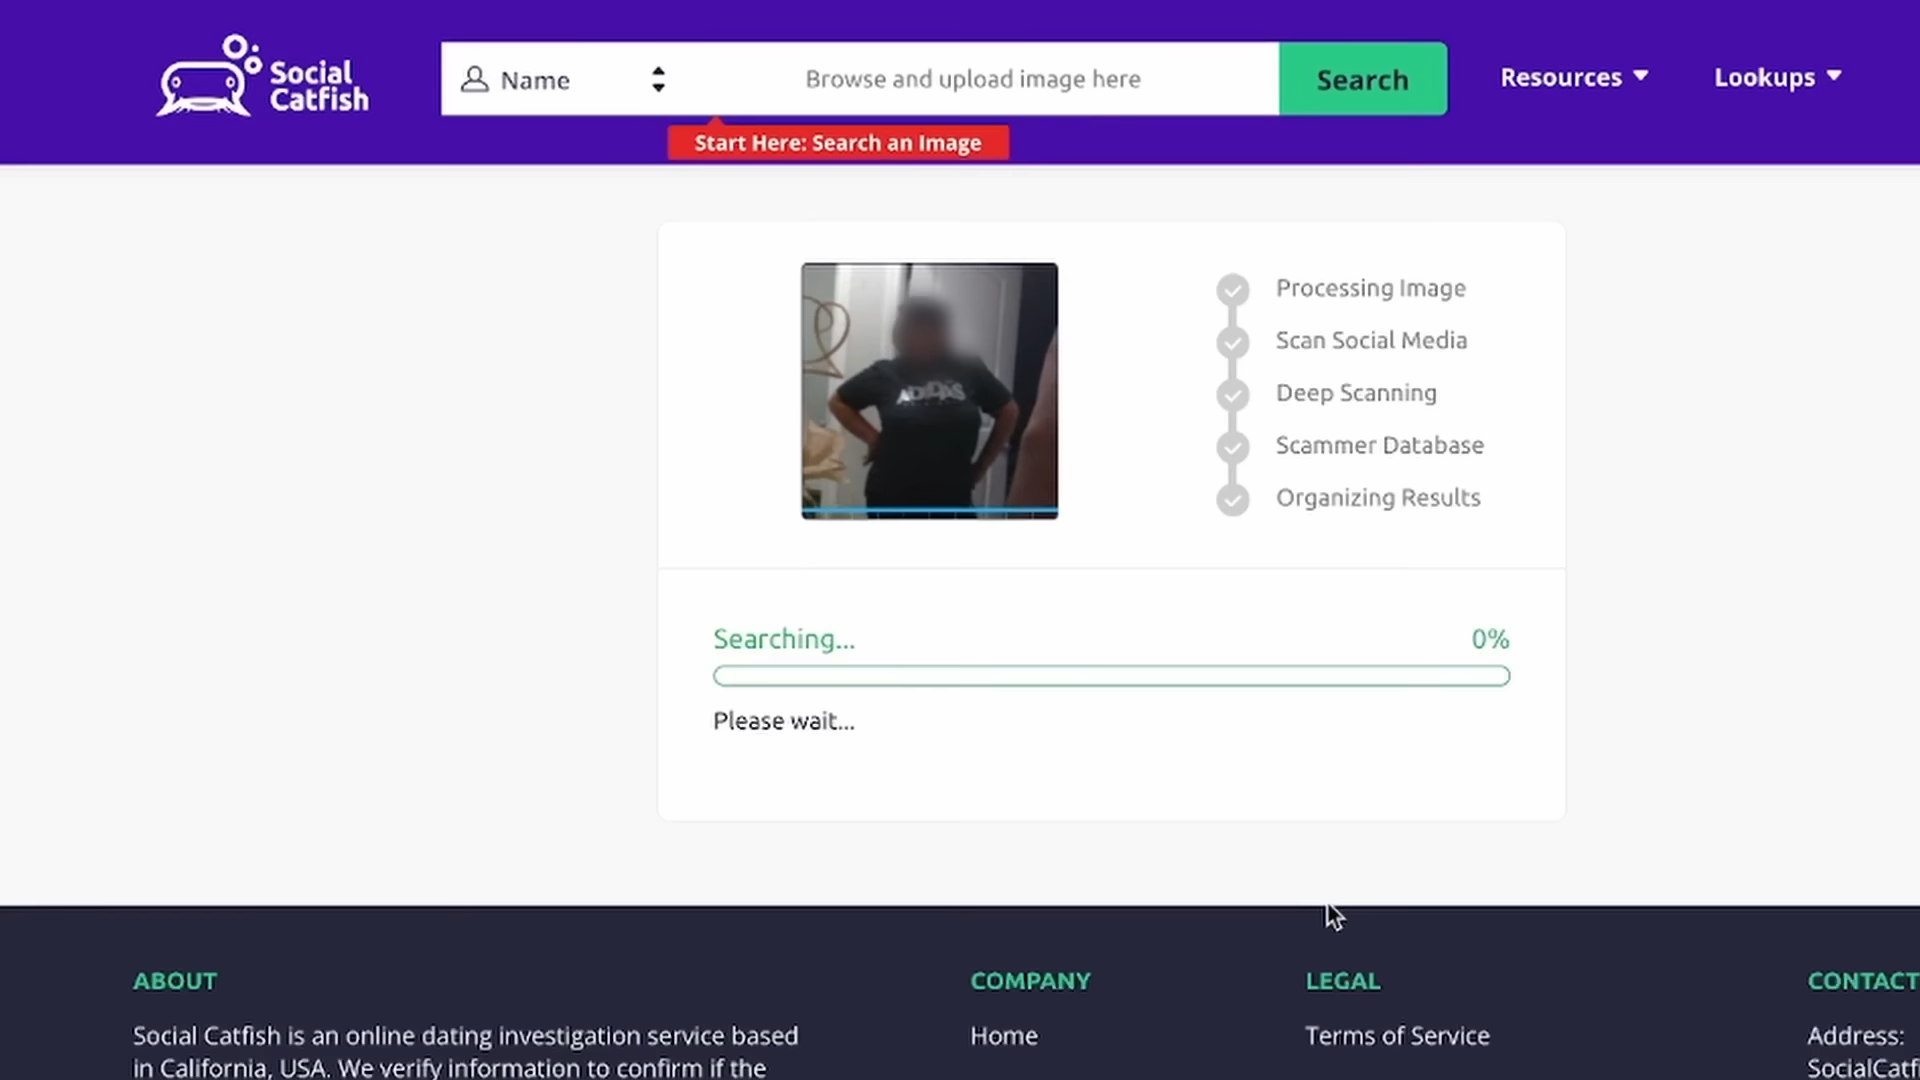 Social
Catfish
Name
Browse and upload image here
Search
Resources
Lookups
Start Here: Search an Image
ADIDAS
Processing Image
Scan Social Media
Deep Scanning
Scammer Database
Organizing Results
Searching...
0%
Please wait...
ABOUT
Social Catfish is an online dating investigation service based
in California, USA. We verify information to confirm if the
COMPANY
Home
LEGAL
Terms of Service
CONTACT
Address:
SocialCatf